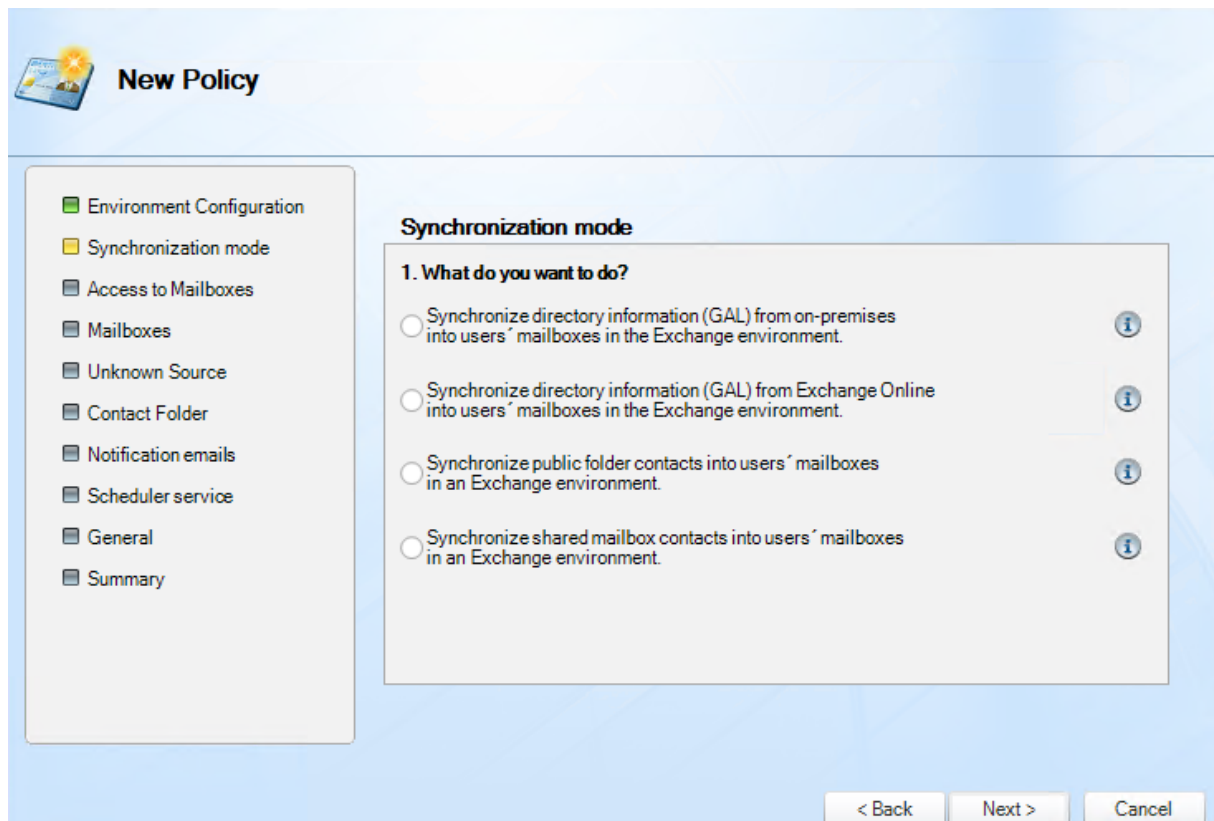 New Policy
Environment Configuration
Synchronization mode
Access to Mailboxes
Mailboxes
Unknown Source
Contact Folder
Notification emails
Scheduler service
General
Summary
Synchronization mode
1. What do you want to do?
Synchronize directory information (GAL) from on-premises
into users´ mailboxes in the Exchange environment.
Synchronize directory information (GAL) from Exchange Online
into users´ mailboxes in the Exchange environment.
Synchronize public folder contacts into users´ mailboxes
in an Exchange environment.
Synchronize shared mailbox contacts into users´ mailboxes
in an Exchange environment.
< Back Next > Cancel